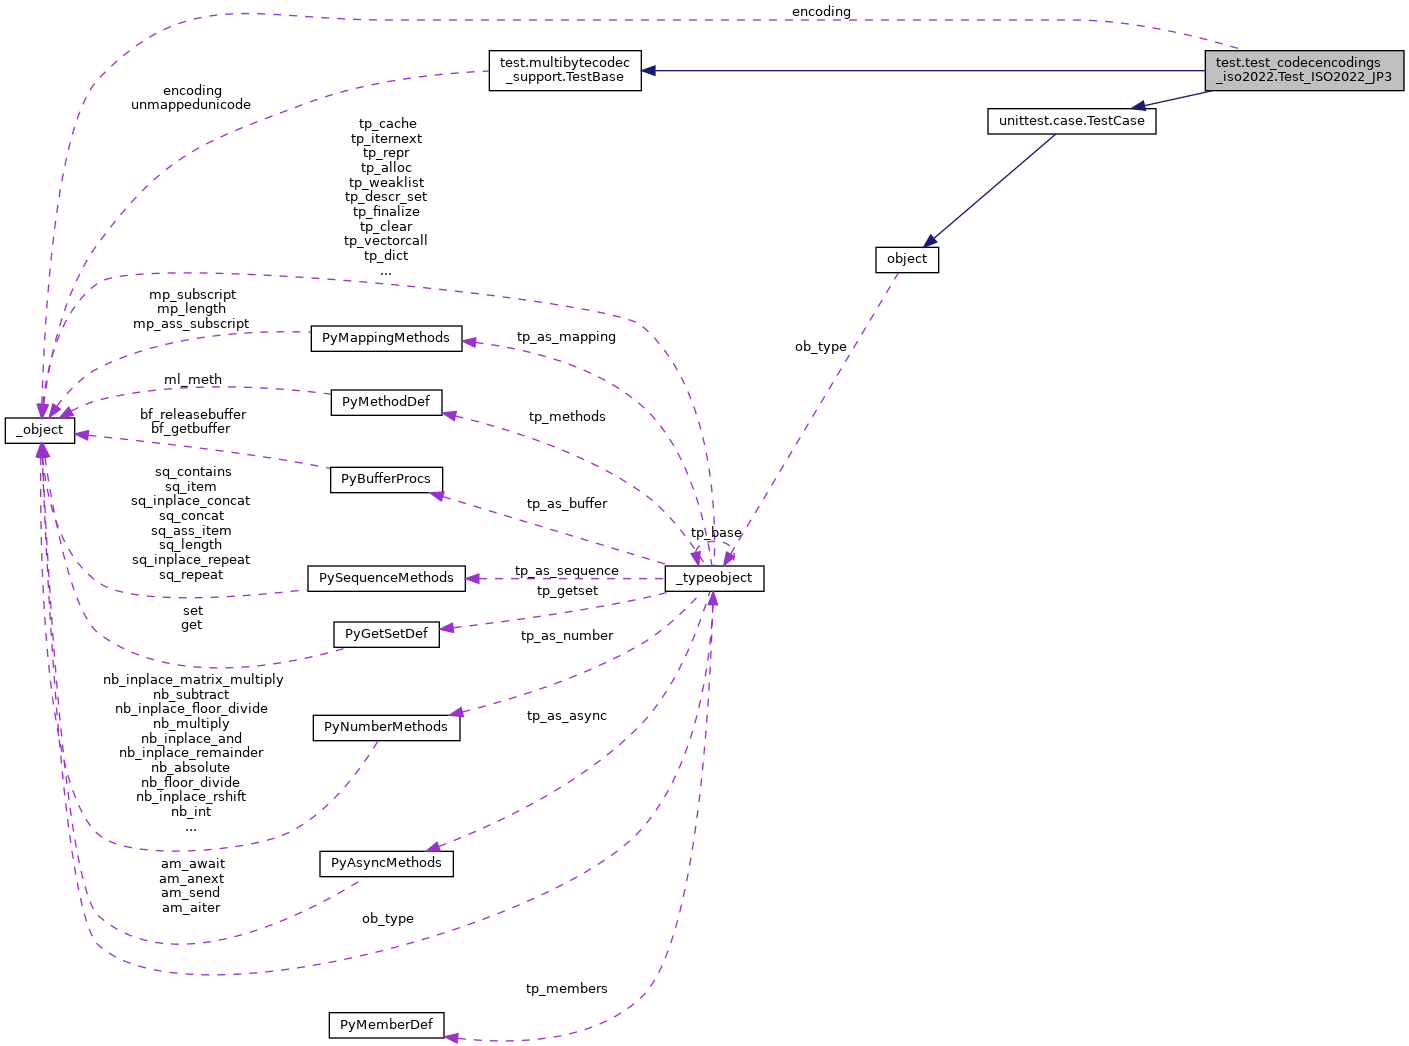 encoding
test.multibytecodec
_support.TestBase
test.test_codecencodings
_iso2022.Test_ISO2022_JP3
encoding
unmappedunicode
unittest.case.TestCase
tp_cache
tp_iternext
tp_repr
tp_alloc
tp_weaklist
tp_descr_set
tp_finalize
tp_clear
tp_vectorcall
tp_dict
...
object
mp_subscript
mp_length
mp_ass_subscript
PyMappingMethods
tp_as_mapping
ob_type
ml_meth
PyMethodDef
tp_methods
_object
bf_releasebuffer
bf_getbuffer
PyBufferProcs
tp_as_buffer
sq_contains
sq_item
sq_inplace_concat
sq_concat
sq_ass_item
sq_length
sq_inplace_repeat
sq_repeat
tp_base
PySequenceMethods
tp_as_sequence
_typeobject
tp_getset
set
get
PyGetSetDef
tp_as_number
nb_inplace_matrix_multiply
nb_subtract
nb_inplace_floor_divide
nb_multiply
nb_inplace_and
nb_inplace_remainder
nb_absolute
nb_floor_divide
nb_inplace_rshift
nb_int
...
PyNumberMethods
tp_as_async
am_await
am_anext
am_send
am_aiter
PyAsyncMethods
ob_type
tp_members
PyMemberDef